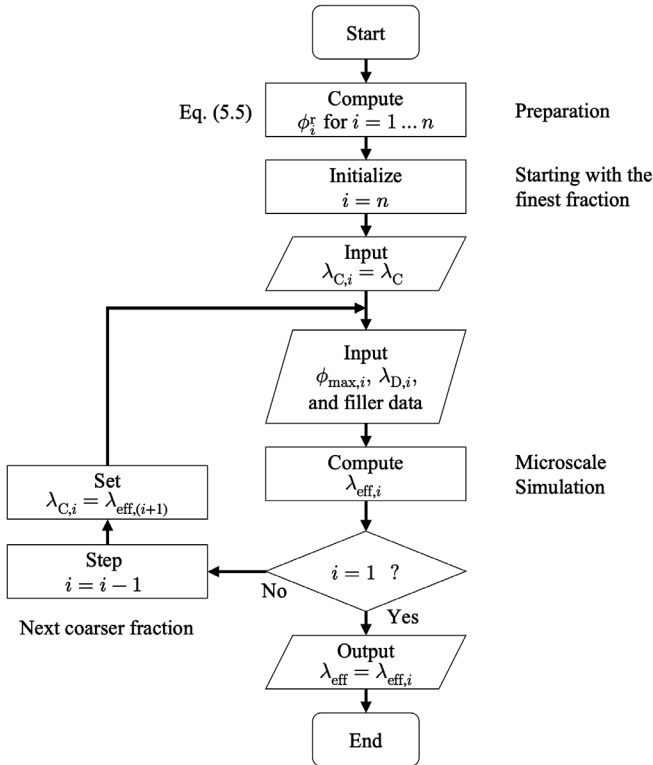 Start
Eq. (5.5)
Compute
ϕᵢʳ for i = 1 … n
Preparation
Initialize
i = n
Starting with the
finest fraction
Input
λ_C,i = λ_C
Input
ϕ_max,i, λ_D,i,
and filler data
Compute
λ_eff,i
Microscale
Simulation
Set
λ_C,i = λ_eff,(i+1)
Step
i = i − 1
Next coarser fraction
i = 1 ?
No
Yes
Output
λ_eff = λ_eff,i
End